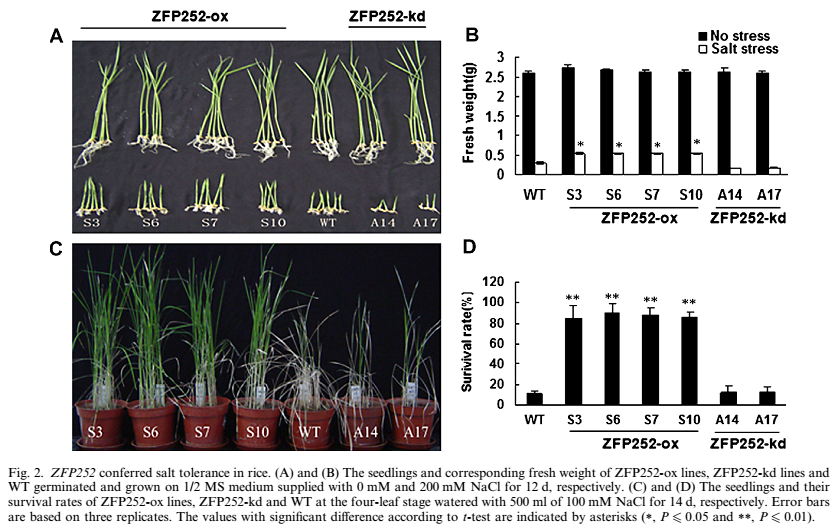 ZFP252-ox ZFP252-kd
A
S3 S6 S7 S10 WT A14 A17
B
No stress
Salt stress
Fresh weight(g)
3
2.5
2
1.5
1
0.5
0
* * * *
WT S3 S6 S7 S10 A14 A17
ZFP252-ox ZFP252-kd
C
S3 S6 S7 S10 WT A14 A17
D
Surivival rate(%)
120
100
80
60
40
20
0
** ** ** **
WT S3 S6 S7 S10 A14 A17
ZFP252-ox ZFP252-kd
Fig. 2. ZFP252 conferred salt tolerance in rice. (A) and (B) The seedlings and corresponding fresh weight of ZFP252-ox lines, ZFP252-kd lines and
WT germinated and grown on 1/2 MS medium supplied with 0 mM and 200 mM NaCl for 12 d, respectively. (C) and (D) The seedlings and their
survival rates of ZFP252-ox lines, ZFP252-kd and WT at the four-leaf stage watered with 500 ml of 100 mM NaCl for 14 d, respectively. Error bars
are based on three replicates. The values with significant difference according to t-test are indicated by asterisks (*, P ⩽ 0.05 and **, P ⩽ 0.01).